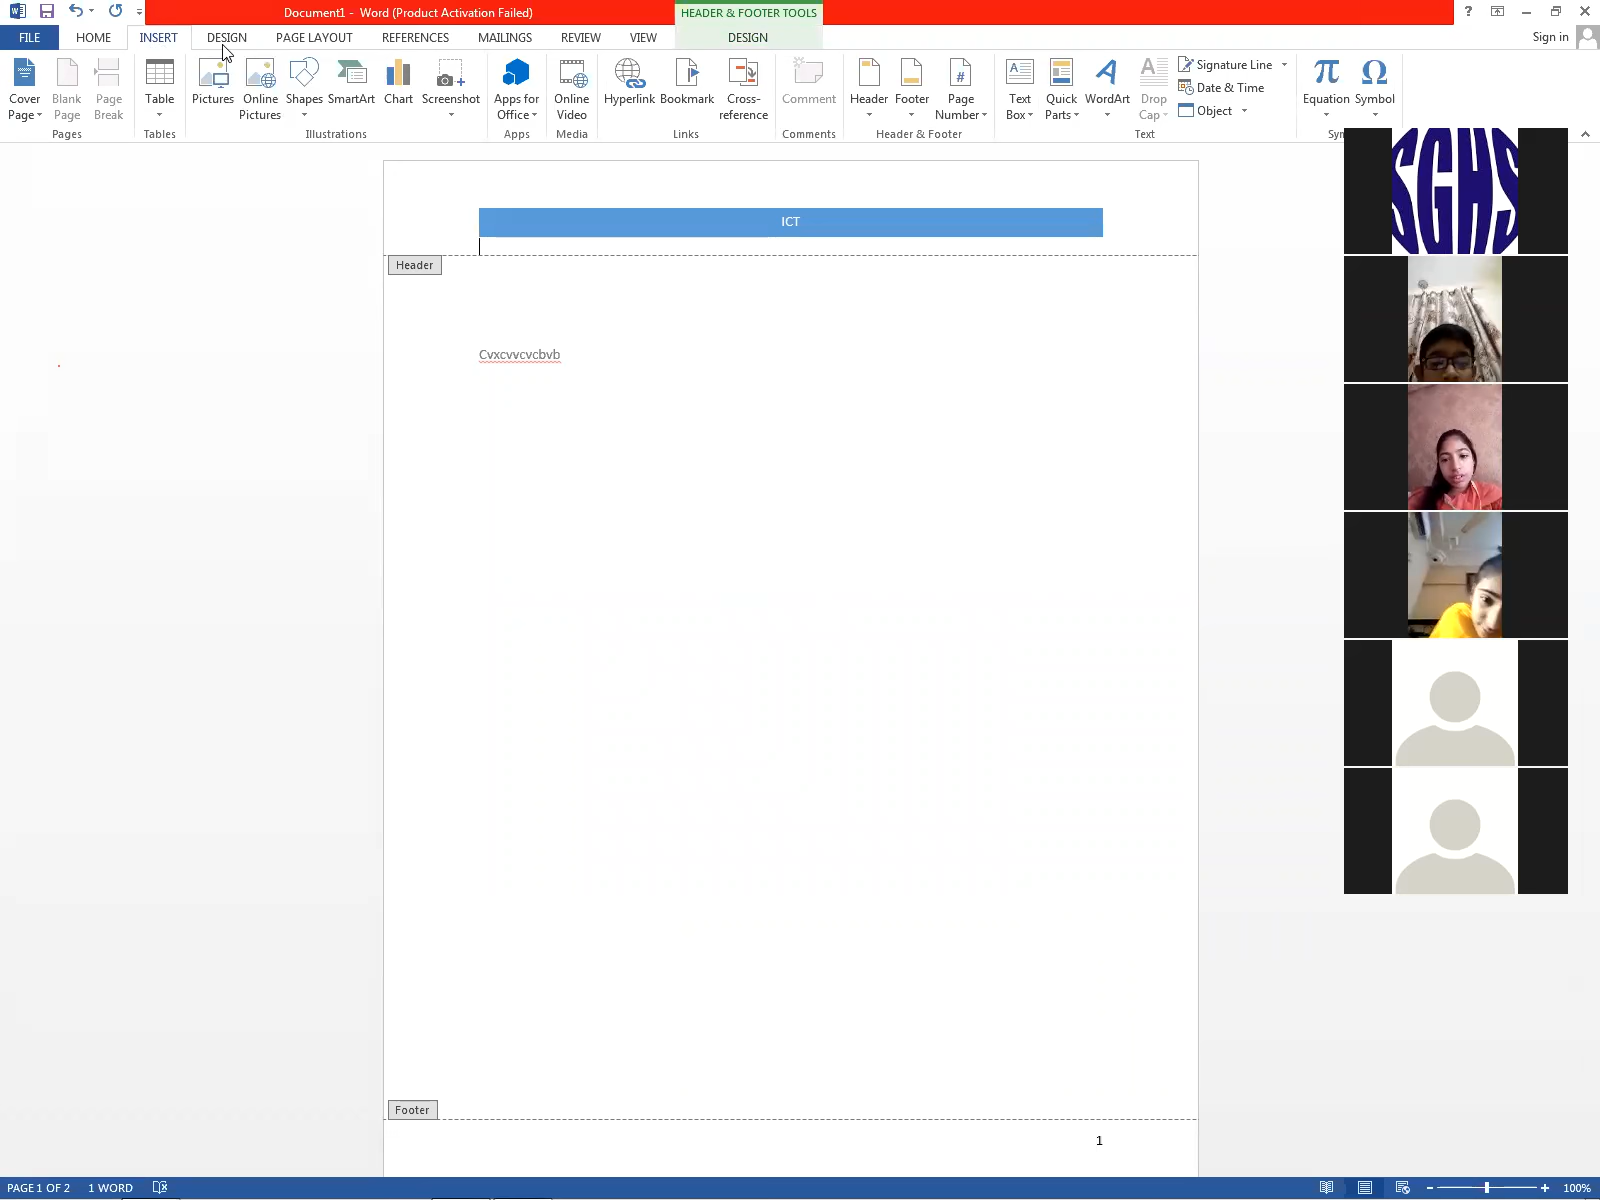 Document1 - Word (Product Activation Failed)
HEADER & FOOTER TOOLS
FILE HOME INSERT DESIGN PAGE LAYOUT REFERENCES MAILINGS REVIEW VIEW DESIGN
Sign in
Cover Page
Blank Page
Page Break
Table
Pictures
Online Pictures
Shapes
SmartArt
Chart
Screenshot
Apps for Office
Online Video
Hyperlink
Bookmark
Cross-reference
Comment
Header
Footer
Page Number
Text Box
Quick Parts
WordArt
Drop Cap
Signature Line
Date & Time
Object
Equation
Symbol
Pages Tables Illustrations Apps Media Links Comments Header & Footer Text
SGHS
ICT
Header
Cvxcvvcvcbvb
Footer
1
PAGE 1 OF 2 1 WORD
100%